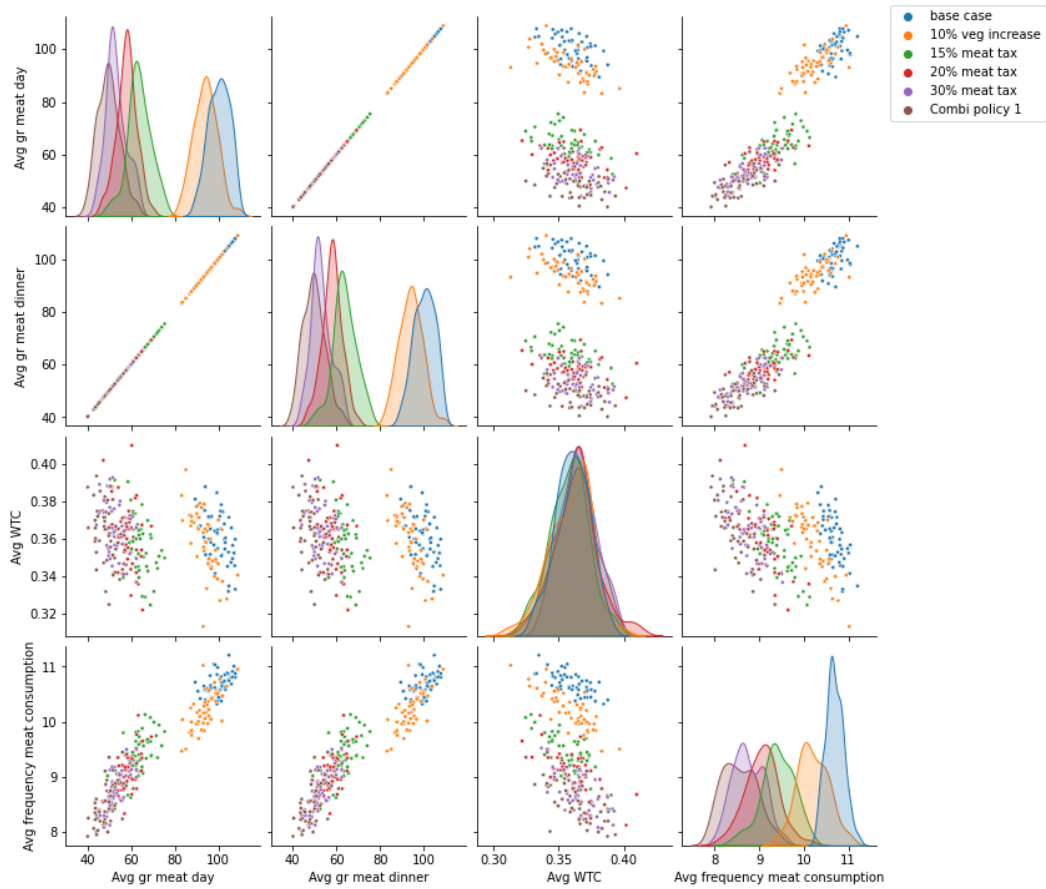 base case
10% veg increase
15% meat tax
20% meat tax
30% meat tax
Combi policy 1
Avg gr meat day
100
80
60
40
Avg gr meat dinner
100
80
60
40
Avg WTC
0.40
0.38
0.36
0.34
0.32
Avg frequency meat consumption
11
10
9
8
40 60 80 100
40 60 80 100
0.30 0.35 0.40
8 9 10 11
Avg gr meat day
Avg gr meat dinner
Avg WTC
Avg frequency meat consumption